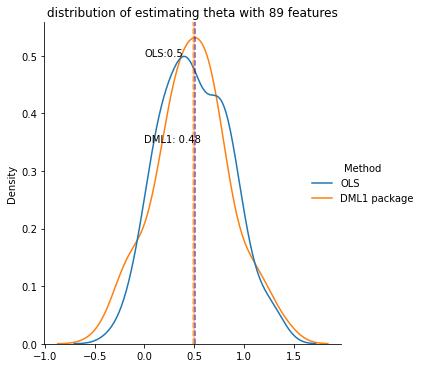 distribution of estimating theta with 89 features
0.5
0.4
0.3
0.2
0.1
0.0
Density
OLS:0.5
DML1: 0.48
Method
OLS
DML1 package
−1.0 −0.5 0.0 0.5 1.0 1.5